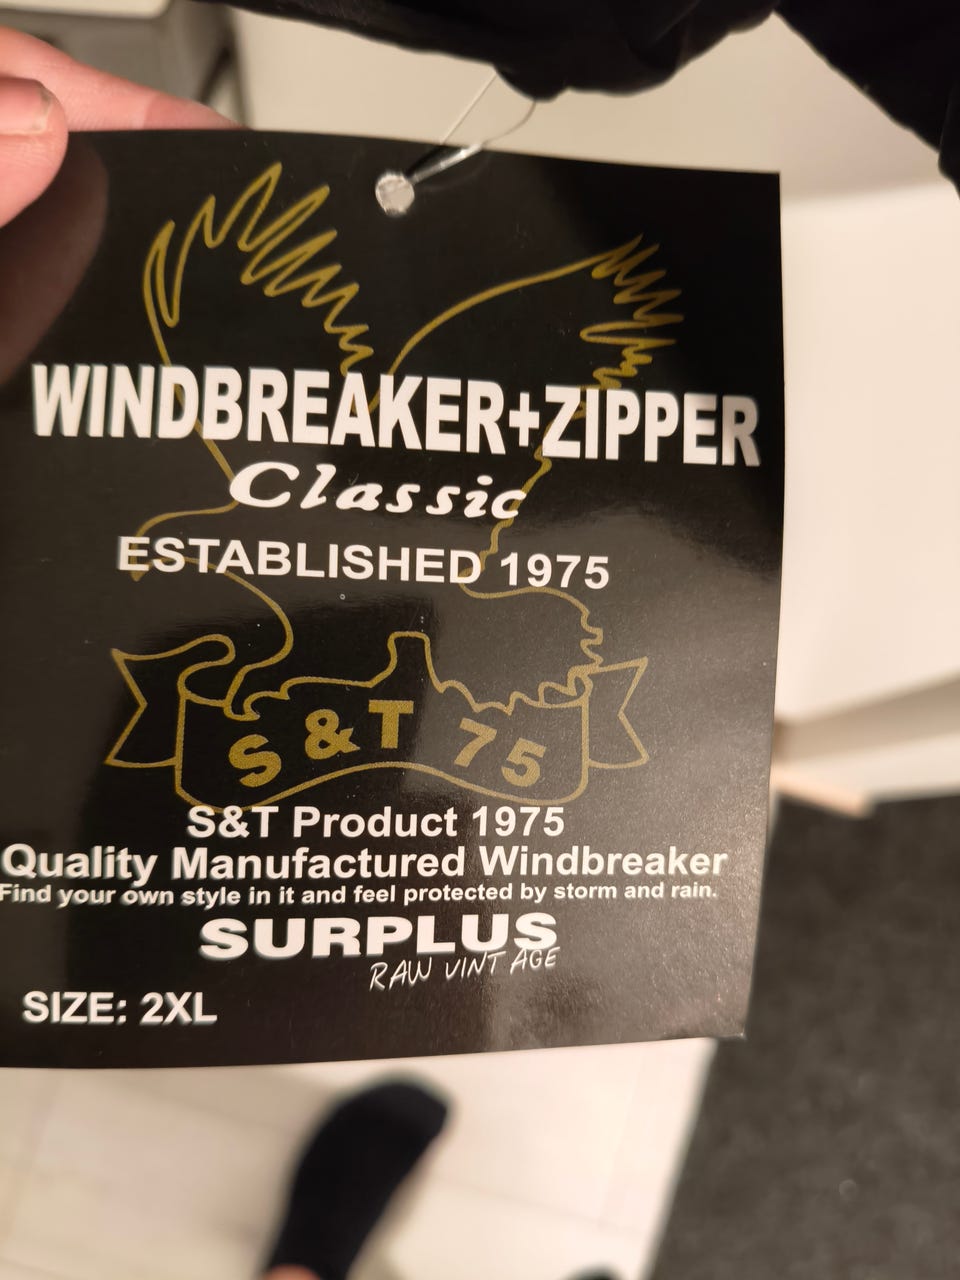 WINDBREAKER+ZIPPER
Classic
ESTABLISHED 1975
S & T 75
S&T Product 1975
Quality Manufactured Windbreaker
Find your own style in it and feel protected by storm and rain.
SURPLUS
RAW VINTAGE
SIZE: 2XL